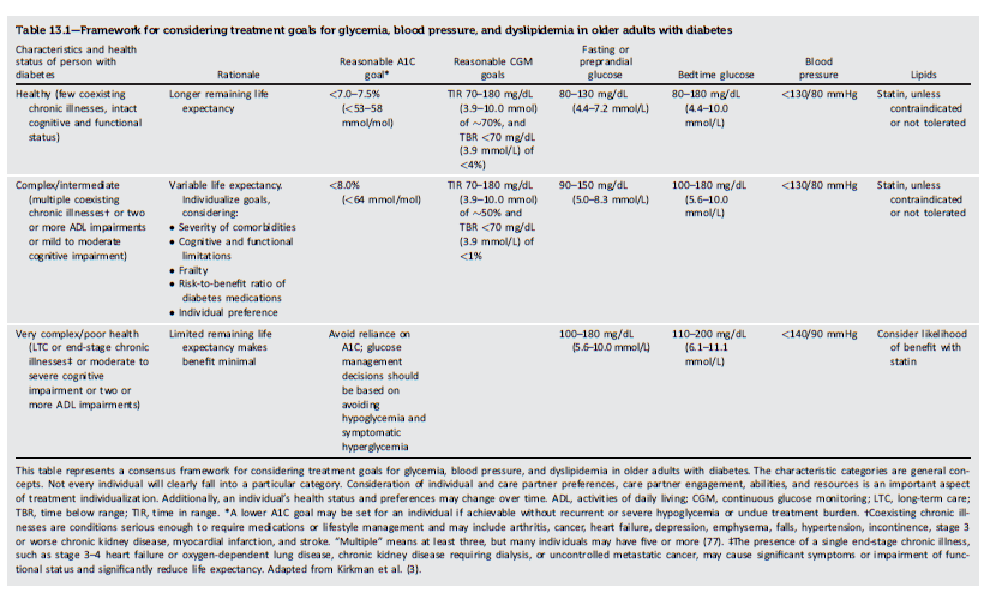 Table 13.1—Framework for considering treatment goals for glycemia, blood pressure, and dyslipidemia in older adults with diabetes
Characteristics and health
status of person with
diabetes
Rationale
Reasonable A1C
goal*
Reasonable CGM
goals
Fasting or
preprandial
glucose
Bedtime glucose
Blood
pressure
Lipids
Healthy (few coexisting
chronic illnesses, intact
cognitive and functional
status)
Longer remaining life
expectancy
<7.0–7.5%
(<53–58
mmol/mol)
TIR 70-180 mg/dL
(3.9–10.0 mmol)
of ~70%, and
TBR <70 mg/dL
(3.9 mmol/L) of
<4%)
80–130 mg/dL
(4.4–7.2 mmol/L)
80–180 mg/dL
(4.4–10.0
mmol/L)
<130/80 mmHg
Statin, unless
contraindicated
or not tolerated
Complex/intermediate
(multiple coexisting
chronic illnesses† or two
or more ADL impairments
or mild to moderate
cognitive impairment)
Variable life expectancy.
Individualize goals,
considering:
• Severity of comorbidities
• Cognitive and functional
limitations
• Frailty
• Risk-to-benefit ratio of
diabetes medications
• Individual preference
<8.0%
(<64 mmol/mol)
TIR 70-180 mg/dL
(3.9–10.0 mmol)
of ~50% and
TBR <70 mg/dL
(3.9 mmol/L) of
<1%
90–150 mg/dL
(5.0–8.3 mmol/L)
100–180 mg/dL
(5.6–10.0
mmol/L)
<130/80 mmHg
Statin, unless
contraindicated
or not tolerated
Very complex/poor health
(LTC or end-stage chronic
illnesses‡ or moderate to
severe cognitive
impairment or two or
more ADL impairments)
Limited remaining life
expectancy makes
benefit minimal
Avoid reliance on
A1C; glucose
management
decisions should
be based on
avoiding
hypoglycemia and
symptomatic
hyperglycemia
100–180 mg/dL
(5.6–10.0 mmol/L)
110–200 mg/dL
(6.1–11.1
mmol/L)
<140/90 mmHg
Consider likelihood
of benefit with
statin
This table represents a consensus framework for considering treatment goals for glycemia, blood pressure, and dyslipidemia in older adults with diabetes. The characteristic categories are general con-
cepts. Not every individual will clearly fall into a particular category. Consideration of individual and care partner preferences, care partner engagement, abilities, and resources is an important aspect
of treatment individualization. Additionally, an individual's health status and preferences may change over time. ADL, activities of daily living; CGM, continuous glucose monitoring; LTC, long-term care;
TBR, time below range; TIR, time in range. *A lower A1C goal may be set for an individual if achievable without recurrent or severe hypoglycemia or undue treatment burden. †Coexisting chronic ill-
nesses are conditions serious enough to require medications or lifestyle management and may include arthritis, cancer, heart failure, depression, emphysema, falls, hypertension, incontinence, stage 3
or worse chronic kidney disease, myocardial infarction, and stroke. "Multiple" means at least three, but many individuals may have five or more (77). ‡The presence of a single end-stage chronic illness,
such as stage 3–4 heart failure or oxygen-dependent lung disease, chronic kidney disease requiring dialysis, or uncontrolled metastatic cancer, may cause significant symptoms or impairment of func-
tional status and significantly reduce life expectancy. Adapted from Kirkman et al. (3).